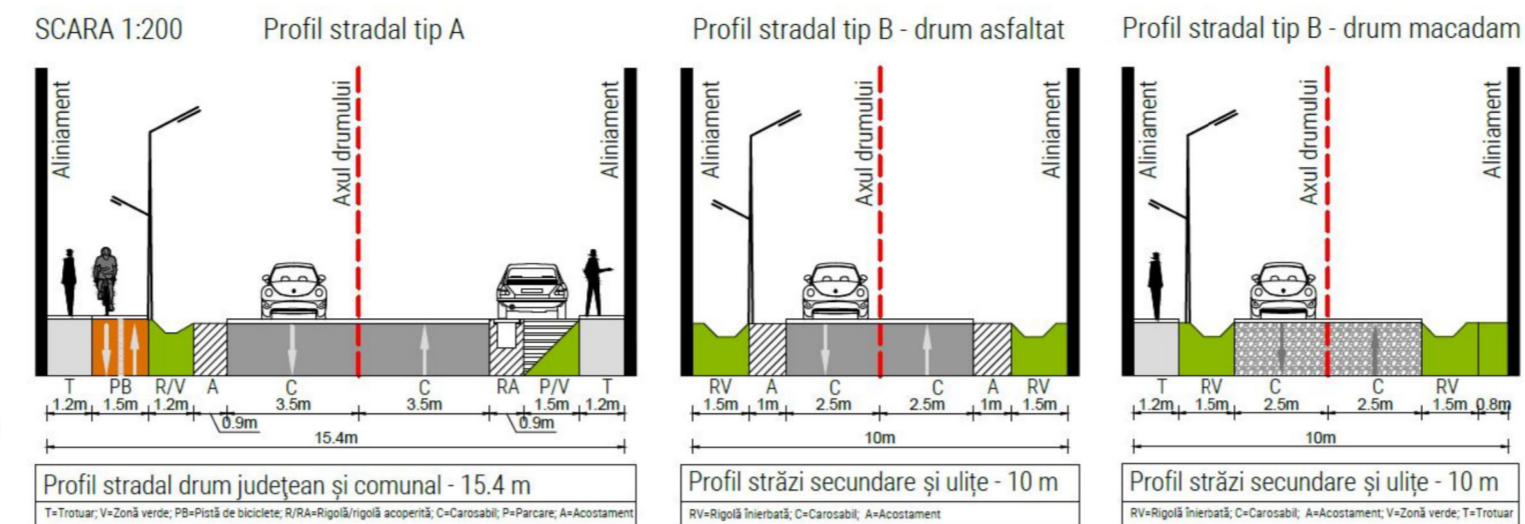 SCARA 1:200
Profil stradal tip A
Aliniament
Axul drumului
Aliniament
T PB R/V A C C RA P/V T
1.2m 1.5m 1.2m 3.5m 3.5m 1.5m 1.2m
0.9m 0.9m
15.4m
Profil stradal drum județean și comunal - 15.4 m
T=Trotuar; V=Zonă verde; PB=Pistă de biciclete; R/RA=Rigolă/rigolă acoperită; C=Carosabil; P=Parcare; A=Acostament
Profil stradal tip B - drum asfaltat
Aliniament
Axul drumului
Aliniament
RV A C C A RV
1.5m 1m 2.5m 2.5m 1m 1.5m
10m
Profil străzi secundare și ulițe - 10 m
RV=Rigolă înierbată; C=Carosabil; A=Acostament
Profil stradal tip B - drum macadam
Aliniament
Axul drumului
Aliniament
T RV C C RV
1.2m 1.5m 2.5m 2.5m 1.5m 0.8m
10m
Profil străzi secundare și ulițe - 10 m
RV=Rigolă înierbată; C=Carosabil; A=Acostament; V=Zonă verde; T=Trotuar